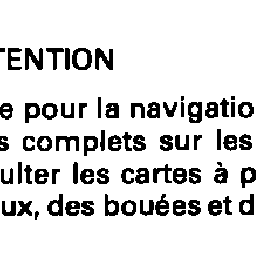 TENTION
e pour la navigatio
s complets sur les
ulter les cartes à p
ux, des bouées et d